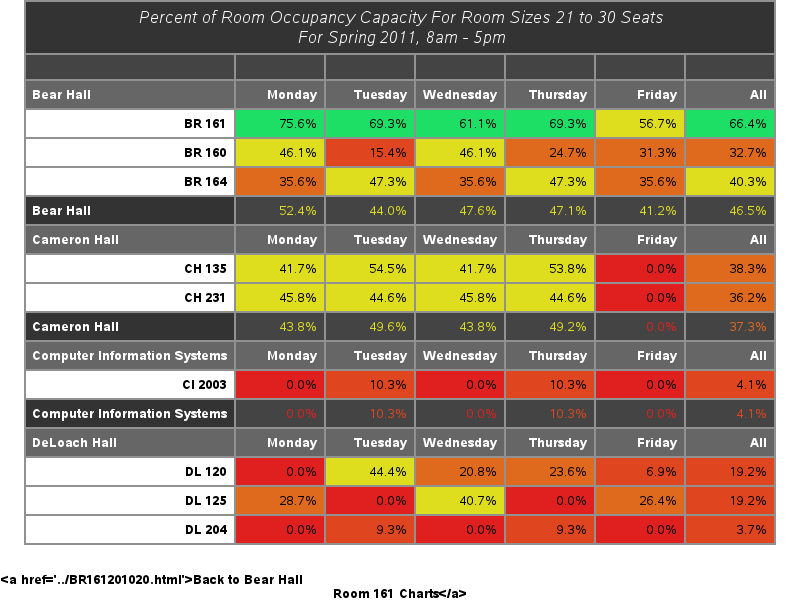 Percent of Room Occupancy Capacity For Room Sizes 21 to 30 Seats
For Spring 2011, 8am - 5pm
Bear Hall Monday Tuesday Wednesday Thursday Friday All
BR 161 75.6% 69.3% 61.1% 69.3% 56.7% 66.4%
BR 160 46.1% 15.4% 46.1% 24.7% 31.3% 32.7%
BR 164 35.6% 47.3% 35.6% 47.3% 35.6% 40.3%
Bear Hall 52.4% 44.0% 47.6% 47.1% 41.2% 46.5%
Cameron Hall Monday Tuesday Wednesday Thursday Friday All
CH 135 41.7% 54.5% 41.7% 53.8% 0.0% 38.3%
CH 231 45.8% 44.6% 45.8% 44.6% 0.0% 36.2%
Cameron Hall 43.8% 49.6% 43.8% 49.2% 0.0% 37.3%
Computer Information Systems Monday Tuesday Wednesday Thursday Friday All
CI 2003 0.0% 10.3% 0.0% 10.3% 0.0% 4.1%
Computer Information Systems 0.0% 10.3% 0.0% 10.3% 0.0% 4.1%
DeLoach Hall Monday Tuesday Wednesday Thursday Friday All
DL 120 0.0% 44.4% 20.8% 23.6% 6.9% 19.2%
DL 125 28.7% 0.0% 40.7% 0.0% 26.4% 19.2%
DL 204 0.0% 9.3% 0.0% 9.3% 0.0% 3.7%
<a href='../BR161201020.html'>Back to Bear Hall
Room 161 Charts</a>